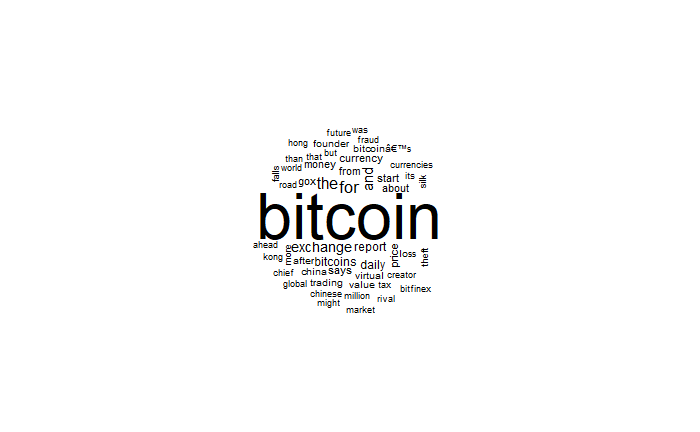 future was
hong founder fraud
than that but bitcoinâ€™s
world money currency currencies
falls road gox the for from and start its silk
about
bitcoin
ahead more exchange report price loss theft
kong after bitcoins daily
chief china says virtual creator
global trading value tax bitfinex
chinese million rival
might
market